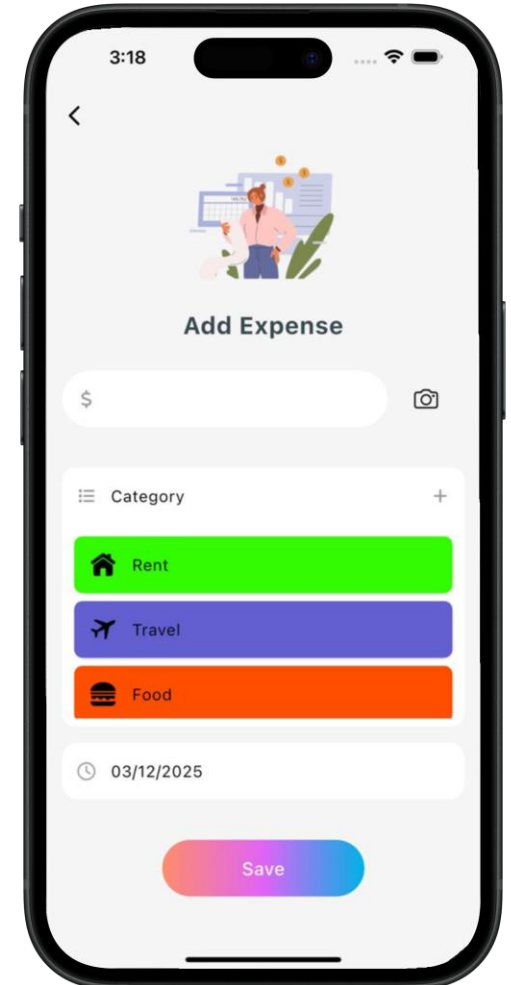 3:18
Add Expense
$
Category +
Rent
Travel
Food
03/12/2025
Save